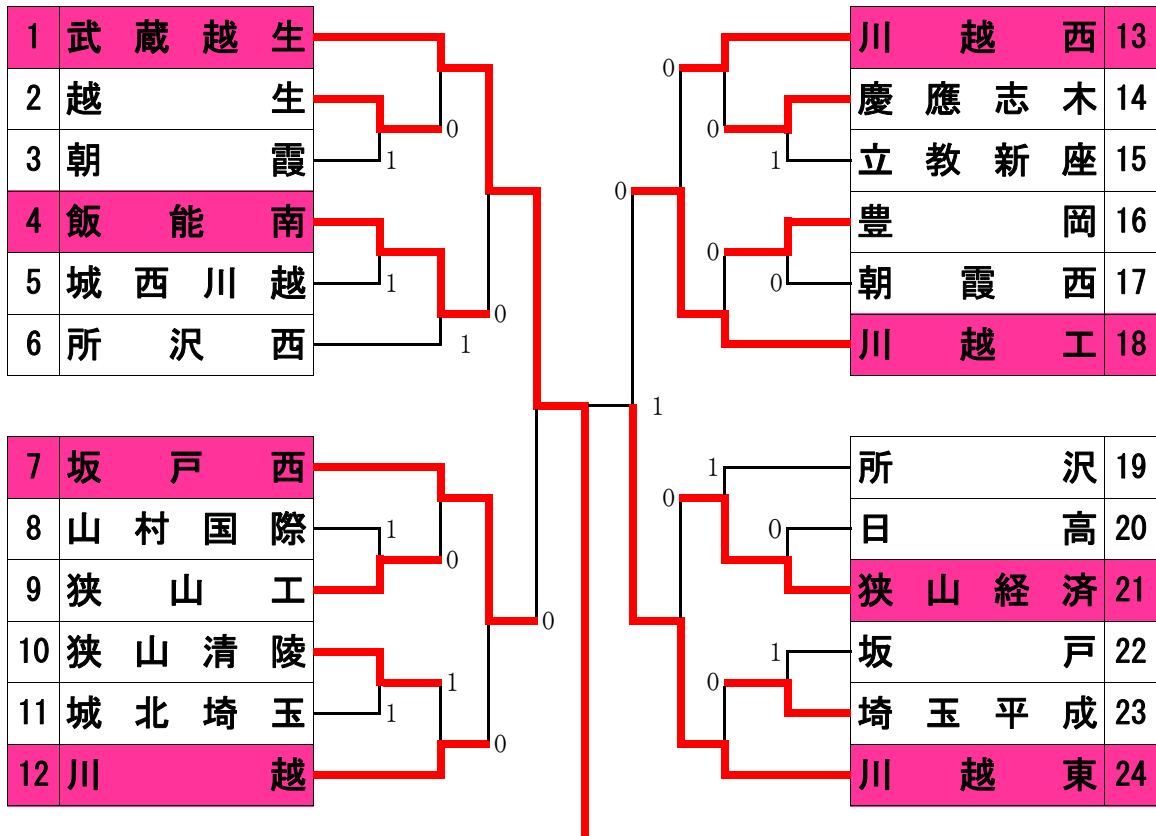 1 武蔵越生
2 越生
0
3 朝霞
1
4 飯能南
5 城西川越
1
0
6 所沢西
1
7 坂戸西
8 山村国際
1
0
9 狭山工
0
10 狭山清陵
1
11 城北埼玉
1
0
12 川越
川越西 13
0
慶應志木 14
0
立教新座 15
1
0
豊岡 16
0
朝霞西 17
0
川越工 18
1
所沢 19
1
0
日高 20
0
狭山経済 21
坂戸 22
1
0
埼玉平成 23
川越東 24